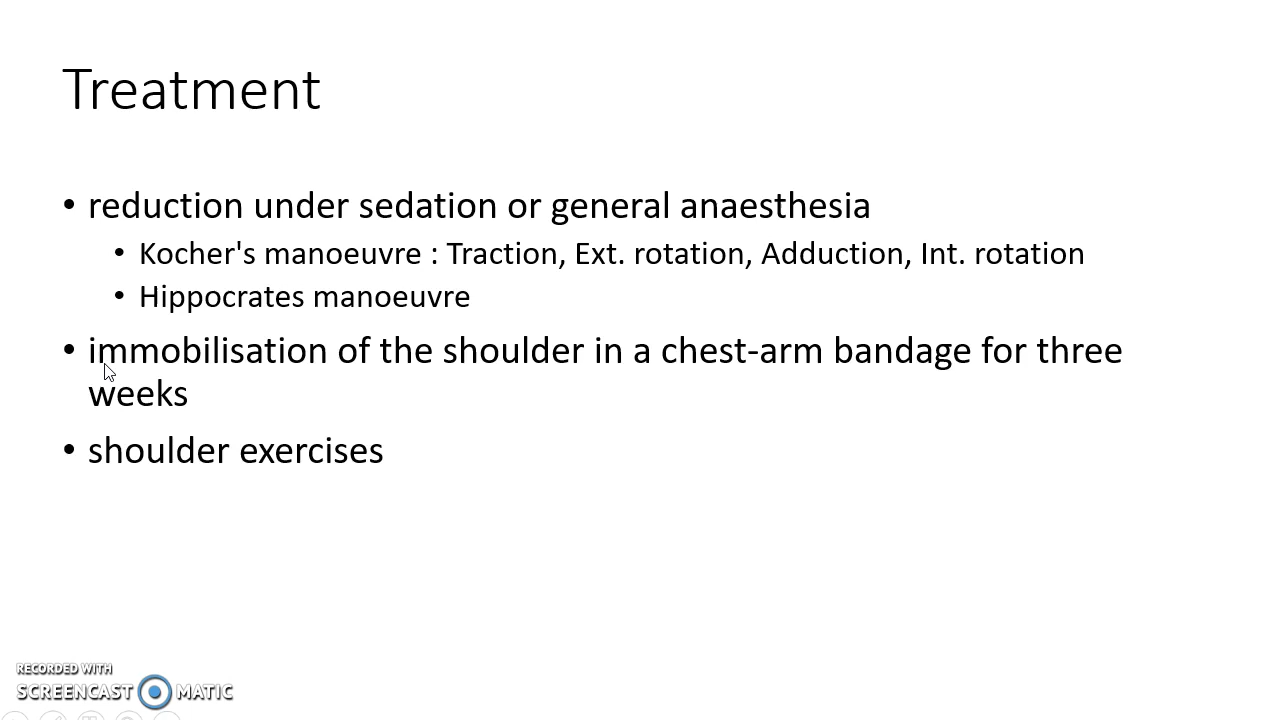 Treatment
• reduction under sedation or general anaesthesia
• Kocher's manoeuvre : Traction, Ext. rotation, Adduction, Int. rotation
• Hippocrates manoeuvre
• immobilisation of the shoulder in a chest-arm bandage for three
weeks
• shoulder exercises
RECORDED WITH
SCREENCAST MATIC